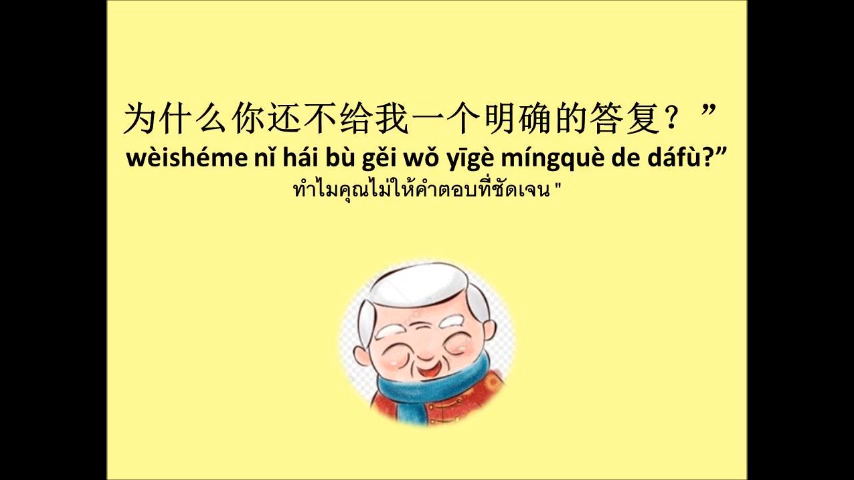 为什么你还不给我一个明确的答复？”
wèishéme nǐ hái bù gěi wǒ yīgè míngquè de dáfù?”
ทำไมคุณไม่ให้คำตอบที่ชัดเจน "